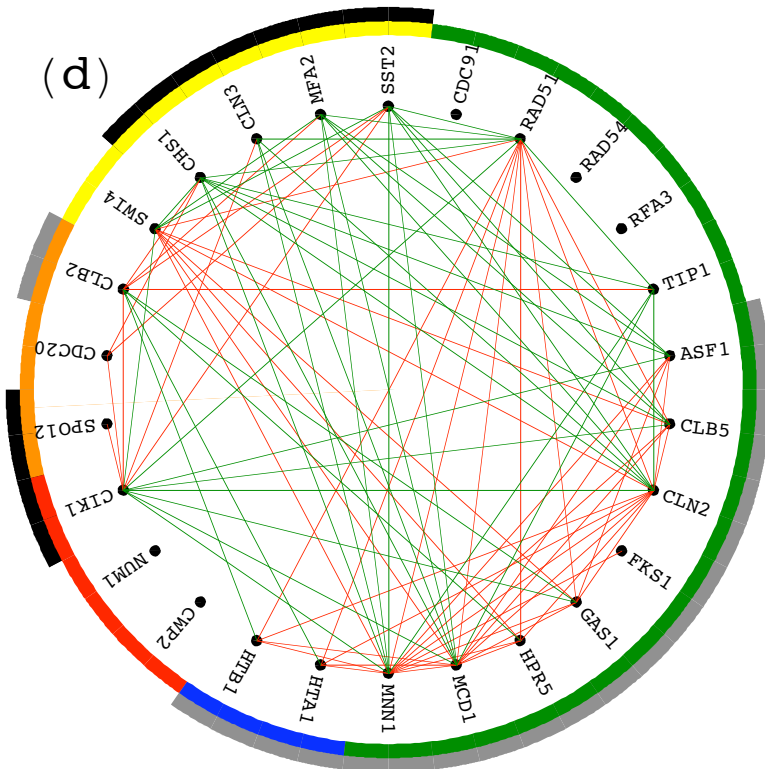 (d)
SST2
CDC91
RAD51
RAD54
RFA3
TIP1
ASF1
CLB5
CLN2
FKS1
GAS1
HPR5
MCD1
MNN1
HTA1
HTB1
CWP2
NUM1
CIK1
SPO12
CDC20
CLB2
SWI4
CHS1
CLN3
MFA2